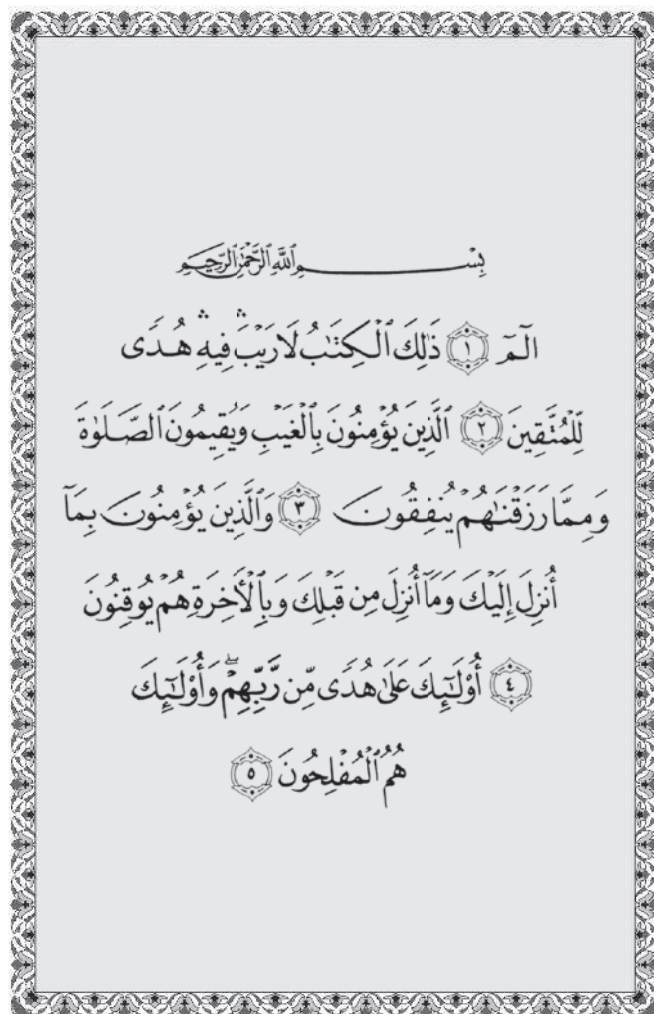 بِسْمِ ٱللَّهِ ٱلرَّحْمَٰنِ ٱلرَّحِيمِ
الٓمٓ ۝١ ذَٰلِكَ ٱلْكِتَٰبُ لَا رَيْبَ ۛ فِيهِ ۛ هُدًى
لِّلْمُتَّقِينَ ۝٢ ٱلَّذِينَ يُؤْمِنُونَ بِٱلْغَيْبِ وَيُقِيمُونَ ٱلصَّلَوٰةَ
وَمِمَّا رَزَقْنَٰهُمْ يُنفِقُونَ ۝٣ وَٱلَّذِينَ يُؤْمِنُونَ بِمَآ
أُنزِلَ إِلَيْكَ وَمَآ أُنزِلَ مِن قَبْلِكَ وَبِٱلْأَخِرَةِ هُمْ يُوقِنُونَ
۝٤ أُو۟لَٰٓئِكَ عَلَىٰ هُدًى مِّن رَّبِّهِمْ ۖ وَأُو۟لَٰٓئِكَ
هُمُ ٱلْمُفْلِحُونَ ۝٥